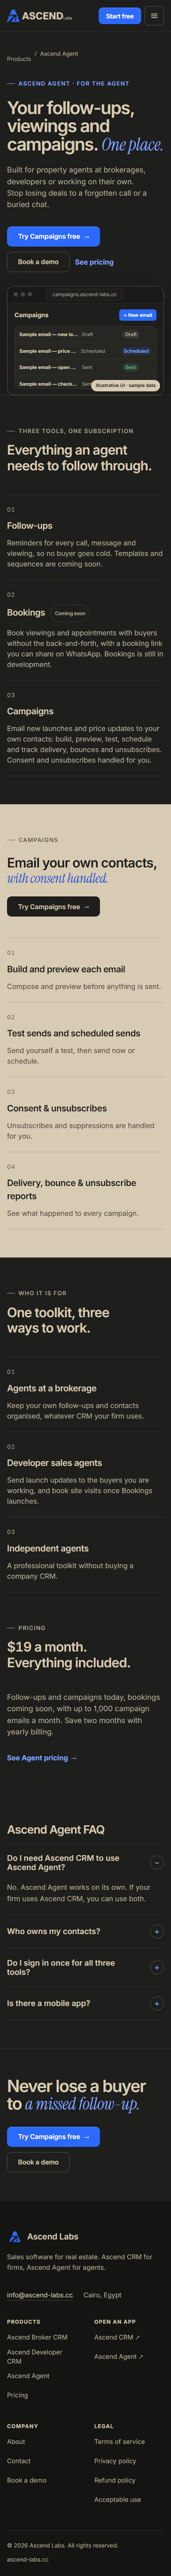 ASCEND Labs
Start free
Products / Ascend Agent
ASCEND AGENT · FOR THE AGENT
Your follow-ups,
viewings and
campaigns. One place.
Built for property agents at brokerages,
developers or working on their own.
Stop losing deals to a forgotten call or a
buried chat.
Try Campaigns free →
Book a demo
See pricing
campaigns.ascend-labs.cc
Campaigns
+ New email
Sample email — new la... Draft Draft
Sample email — price ... Scheduled Scheduled
Sample email — open ... Sent Sent
Sample email — check... Sen
Illustrative UI · sample data
THREE TOOLS, ONE SUBSCRIPTION
Everything an agent
needs to follow through.
01
Follow-ups
Reminders for every call, message and
viewing, so no buyer goes cold. Templates and
sequences are coming soon.
02
Bookings Coming soon
Book viewings and appointments with buyers
without the back-and-forth, with a booking link
you can share on WhatsApp. Bookings is still in
development.
03
Campaigns
Email new launches and price updates to your
own contacts: build, preview, test, schedule
and track delivery, bounces and unsubscribes.
Consent and unsubscribes handled for you.
CAMPAIGNS
Email your own contacts,
with consent handled.
Try Campaigns free →
01
Build and preview each email
Compose and preview before anything is sent.
02
Test sends and scheduled sends
Send yourself a test, then send now or
schedule.
03
Consent & unsubscribes
Unsubscribes and suppressions are handled
for you.
04
Delivery, bounce & unsubscribe
reports
See what happened to every campaign.
WHO IT IS FOR
One toolkit, three
ways to work.
01
Agents at a brokerage
Keep your own follow-ups and contacts
organised, whatever CRM your firm uses.
02
Developer sales agents
Send launch updates to the buyers you are
working, and book site visits once Bookings
launches.
03
Independent agents
A professional toolkit without buying a
company CRM.
PRICING
$19 a month.
Everything included.
Follow-ups and campaigns today, bookings
coming soon, with up to 1,000 campaign
emails a month. Save two months with
yearly billing.
See Agent pricing →
Ascend Agent FAQ
Do I need Ascend CRM to use
Ascend Agent?
No. Ascend Agent works on its own. If your
firm uses Ascend CRM, you can use both.
Who owns my contacts?
Do I sign in once for all three
tools?
Is there a mobile app?
Never lose a buyer
to a missed follow-up.
Try Campaigns free →
Book a demo
Ascend Labs
Sales software for real estate. Ascend CRM for
firms, Ascend Agent for agents.
info@ascend-labs.cc Cairo, Egypt
PRODUCTS
Ascend Broker CRM
Ascend Developer
CRM
Ascend Agent
Pricing
OPEN AN APP
Ascend CRM ↗
Ascend Agent ↗
COMPANY
About
Contact
Book a demo
LEGAL
Terms of service
Privacy policy
Refund policy
Acceptable use
© 2026 Ascend Labs. All rights reserved.
ascend-labs.cc